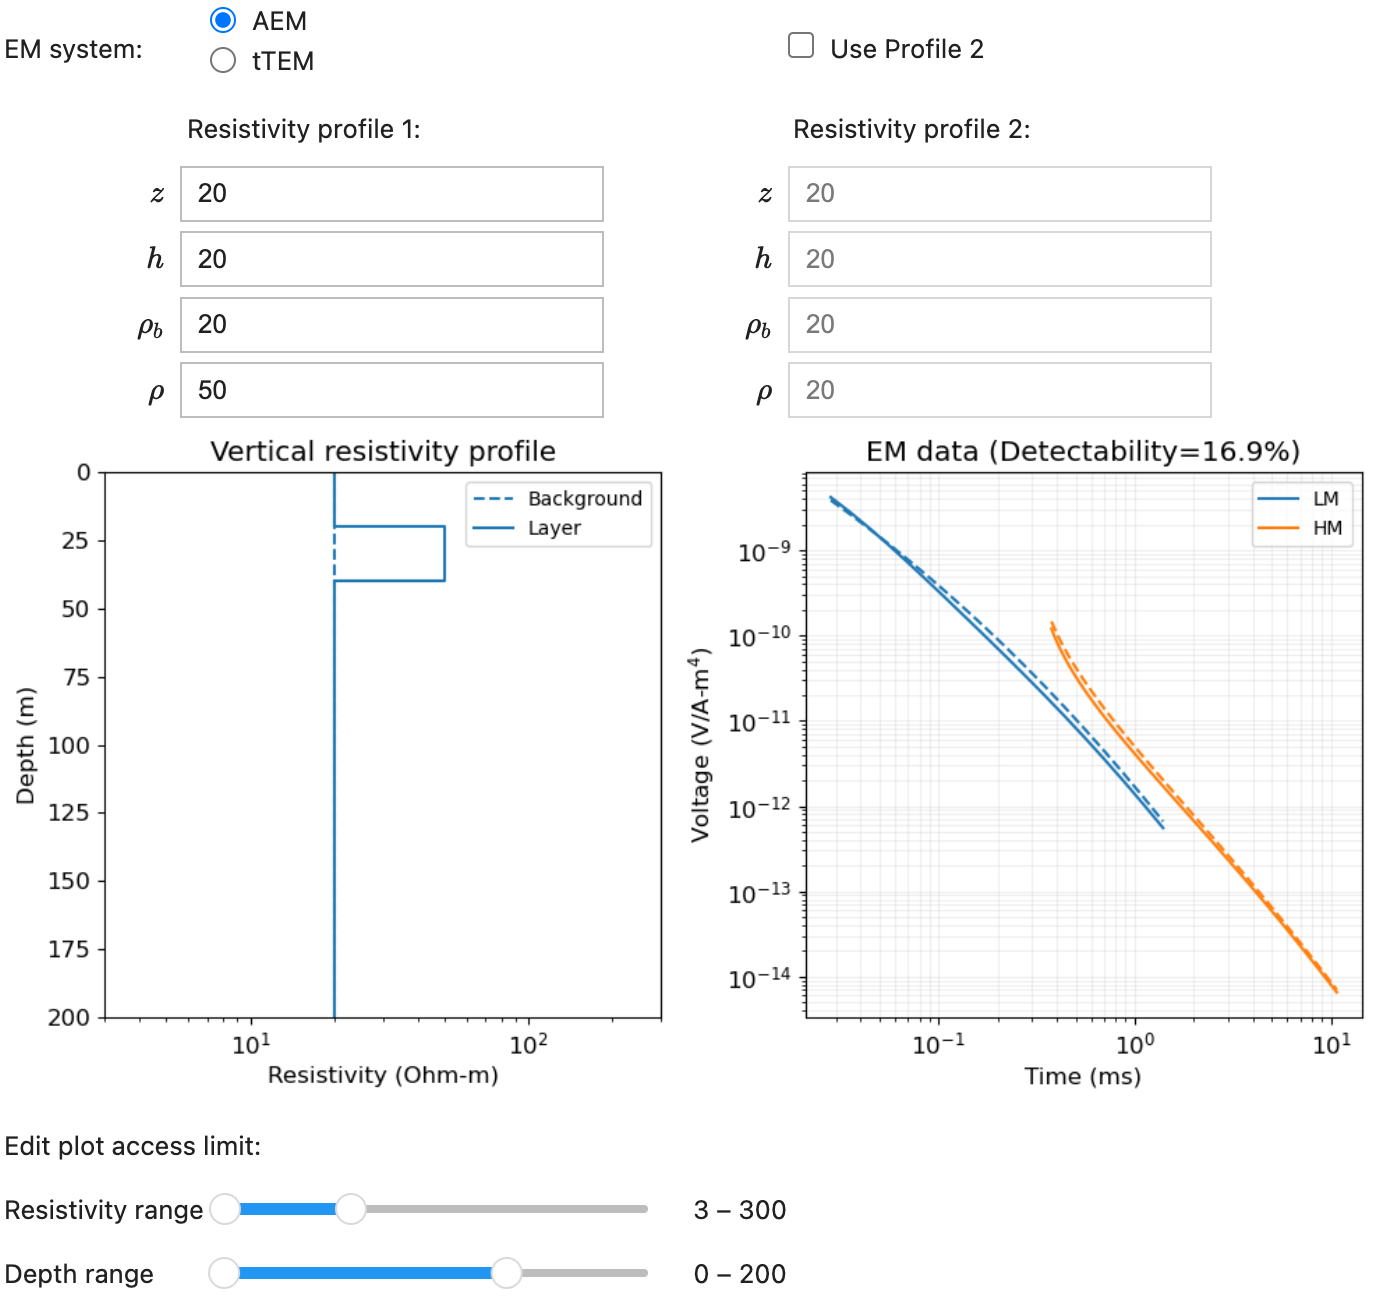 EM system:
AEM
tTEM
Use Profile 2
Resistivity profile 1:
z 20
h 20
ρb 20
ρ 50
Resistivity profile 2:
z 20
h 20
ρb 20
ρ 20
Vertical resistivity profile
Background
Layer
0
25
50
75
100
125
150
175
200
Depth (m)
10¹ 10²
Resistivity (Ohm-m)
EM data (Detectability=16.9%)
LM
HM
10⁻⁹
10⁻¹⁰
10⁻¹¹
10⁻¹²
10⁻¹³
10⁻¹⁴
Voltage (V/A-m⁴)
10⁻¹ 10⁰ 10¹
Time (ms)
Edit plot access limit:
Resistivity range 3 – 300
Depth range 0 – 200